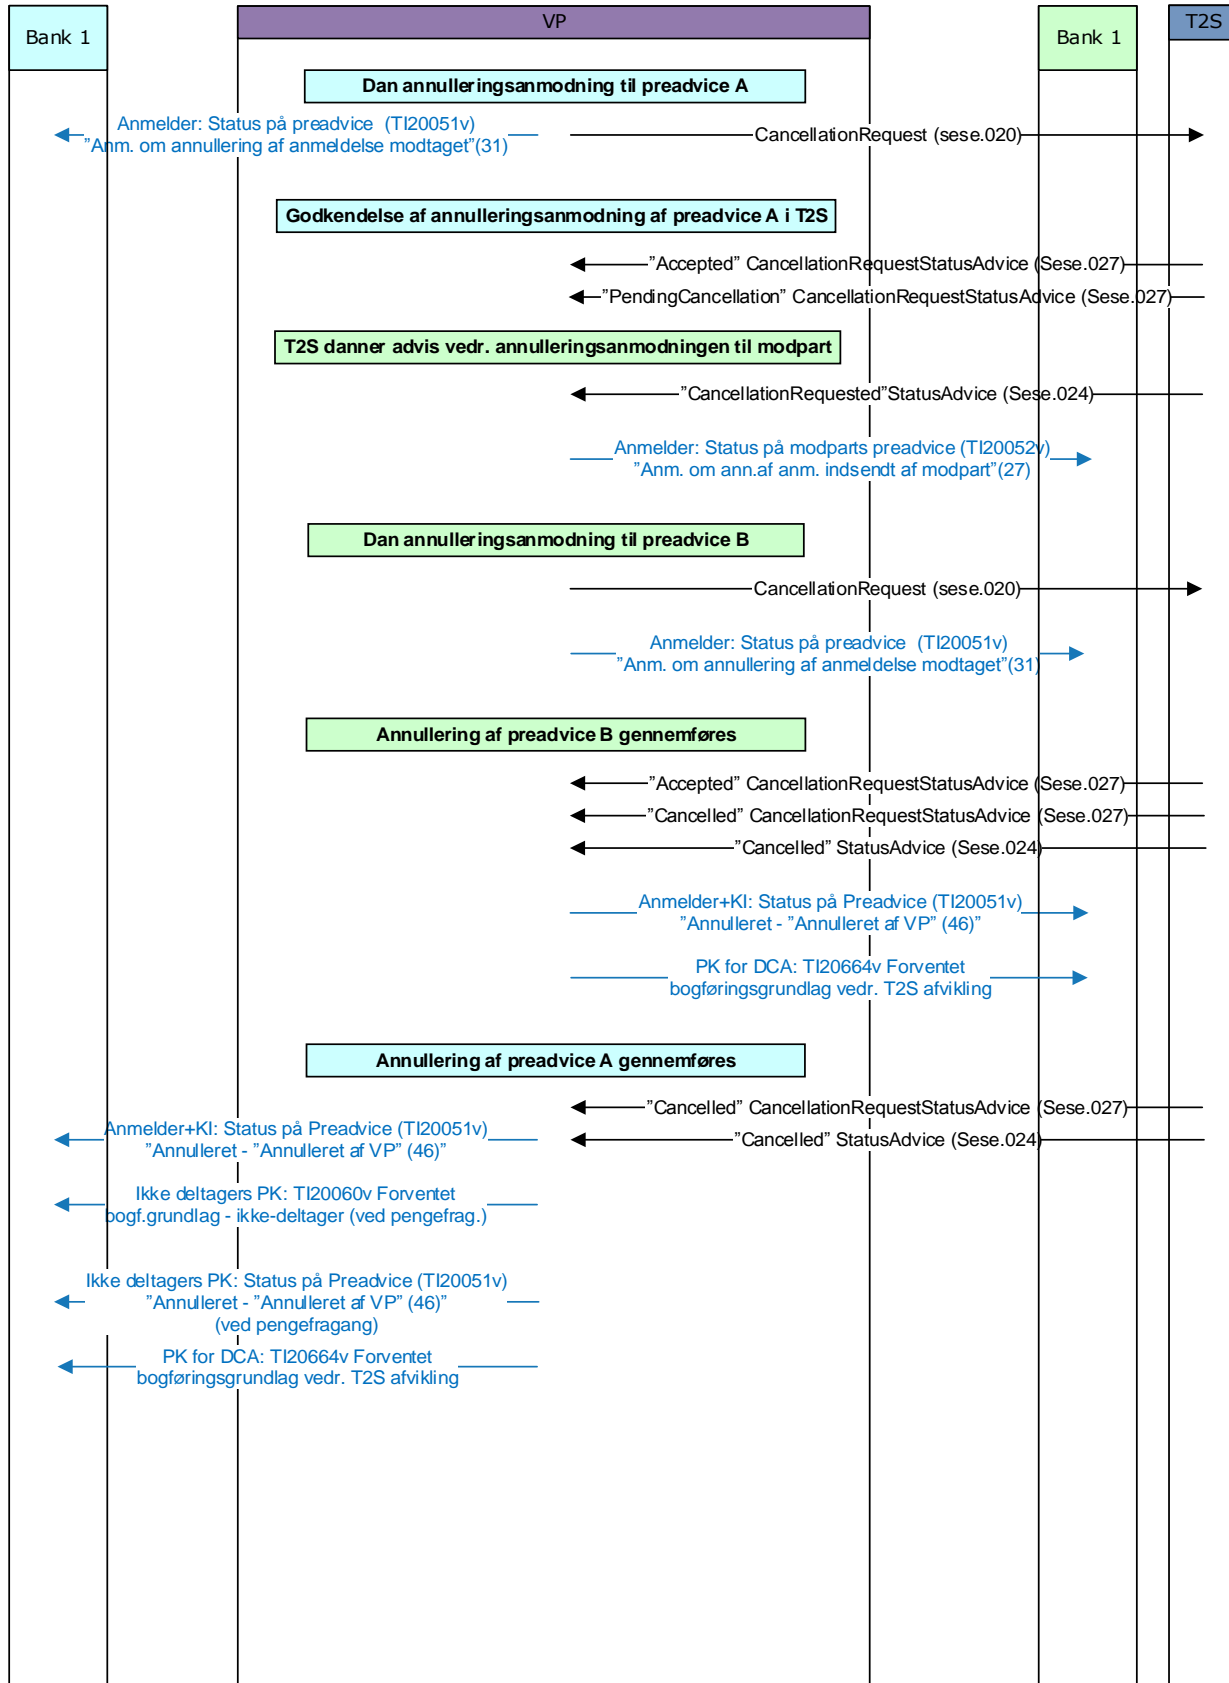 Bank 1
VP
Bank 1
T2S
Dan annulleringsanmodning til preadvice A
Anmelder: Status på preadvice  (TI20051v)
”Anm. om annullering af anmeldelse modtaget”(31)
CancellationRequest (sese.020)
Godkendelse af annulleringsanmodning af preadvice A i T2S
”Accepted” CancellationRequestStatusAdvice (Sese.027)
”PendingCancellation” CancellationRequestStatusAdvice (Sese.027)
T2S danner advis vedr. annulleringsanmodningen til modpart
”CancellationRequested”StatusAdvice (Sese.024)
Anmelder: Status på modparts preadvice (TI20052v)
”Anm. om ann.af anm. indsendt af modpart”(27)
Dan annulleringsanmodning til preadvice B
CancellationRequest (sese.020)
Anmelder: Status på preadvice  (TI20051v)
”Anm. om annullering af anmeldelse modtaget”(31)
Annullering af preadvice B gennemføres
”Accepted” CancellationRequestStatusAdvice (Sese.027)
”Cancelled” CancellationRequestStatusAdvice (Sese.027)
”Cancelled” StatusAdvice (Sese.024)
Anmelder+KI: Status på Preadvice (TI20051v)
”Annulleret - ”Annulleret af VP” (46)”
PK for DCA: TI20664v Forventet
bogføringsgrundlag vedr. T2S afvikling
Annullering af preadvice A gennemføres
”Cancelled” CancellationRequestStatusAdvice (Sese.027)
Anmelder+KI: Status på Preadvice (TI20051v)
”Annulleret - ”Annulleret af VP” (46)”
”Cancelled” StatusAdvice (Sese.024)
Ikke deltagers PK: TI20060v Forventet
bogf.grundlag - ikke-deltager (ved pengefrag.)
Ikke deltagers PK: Status på Preadvice (TI20051v)
”Annulleret - ”Annulleret af VP” (46)”
(ved pengefragang)
PK for DCA: TI20664v Forventet
bogføringsgrundlag vedr. T2S afvikling